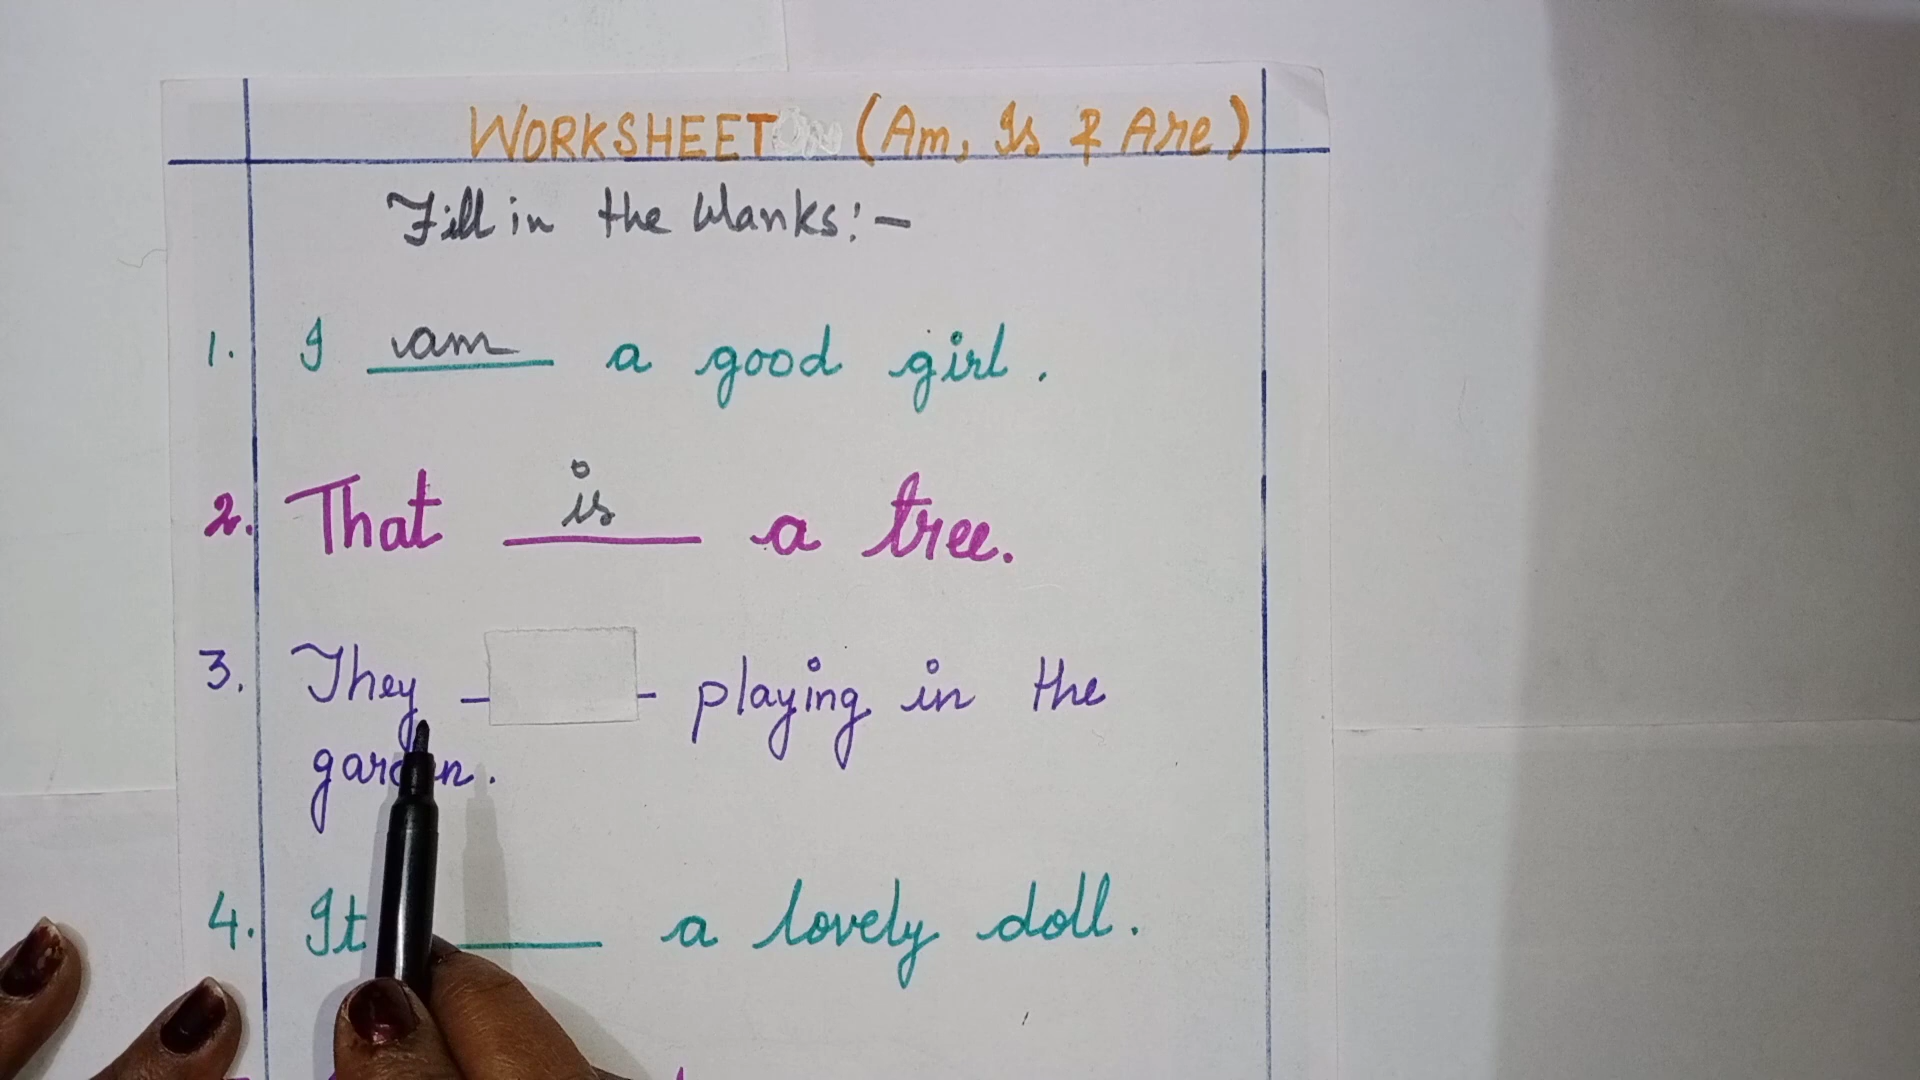 WORKSHEET ON (Am, Is & Are)
Fill in the blanks:-
1. I am a good girl.
2. That is a tree.
3. They playing in the
garden.
4. It a lovely doll.